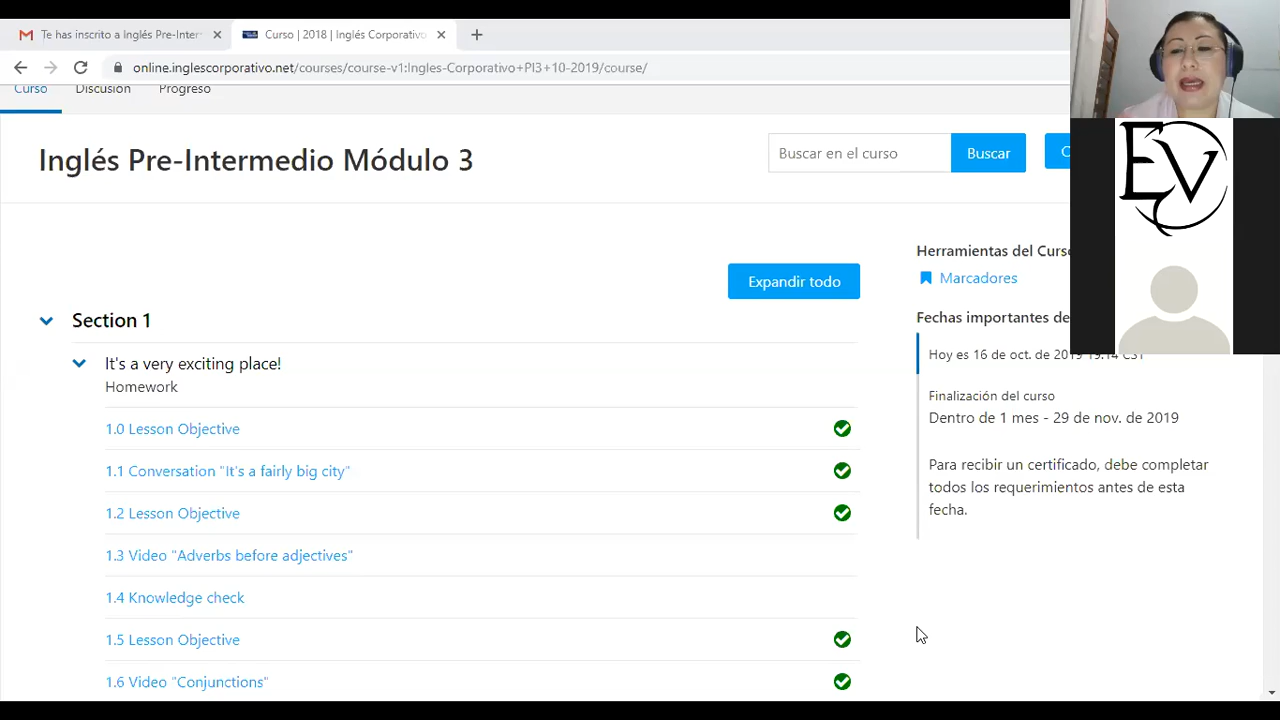 Te has inscrito a Inglés Pre-Inter
Curso | 2018 | Inglés Corporativo
online.inglescorporativo.net/courses/course-v1:Ingles-Corporativo+PI3+10-2019/course/
Curso Discusión Progreso
Inglés Pre-Intermedio Módulo 3
Buscar en el curso
Buscar
EV
Herramientas del Curso
Marcadores
Expandir todo
Fechas importantes de
Section 1
Hoy es 16 de oct. de 2019 19:14 CST
It's a very exciting place!
Homework
Finalización del curso
Dentro de 1 mes - 29 de nov. de 2019
1.0 Lesson Objective
1.1 Conversation "It's a fairly big city"
Para recibir un certificado, debe completar
todos los requerimientos antes de esta
fecha.
1.2 Lesson Objective
1.3 Video "Adverbs before adjectives"
1.4 Knowledge check
1.5 Lesson Objective
1.6 Video "Conjunctions"